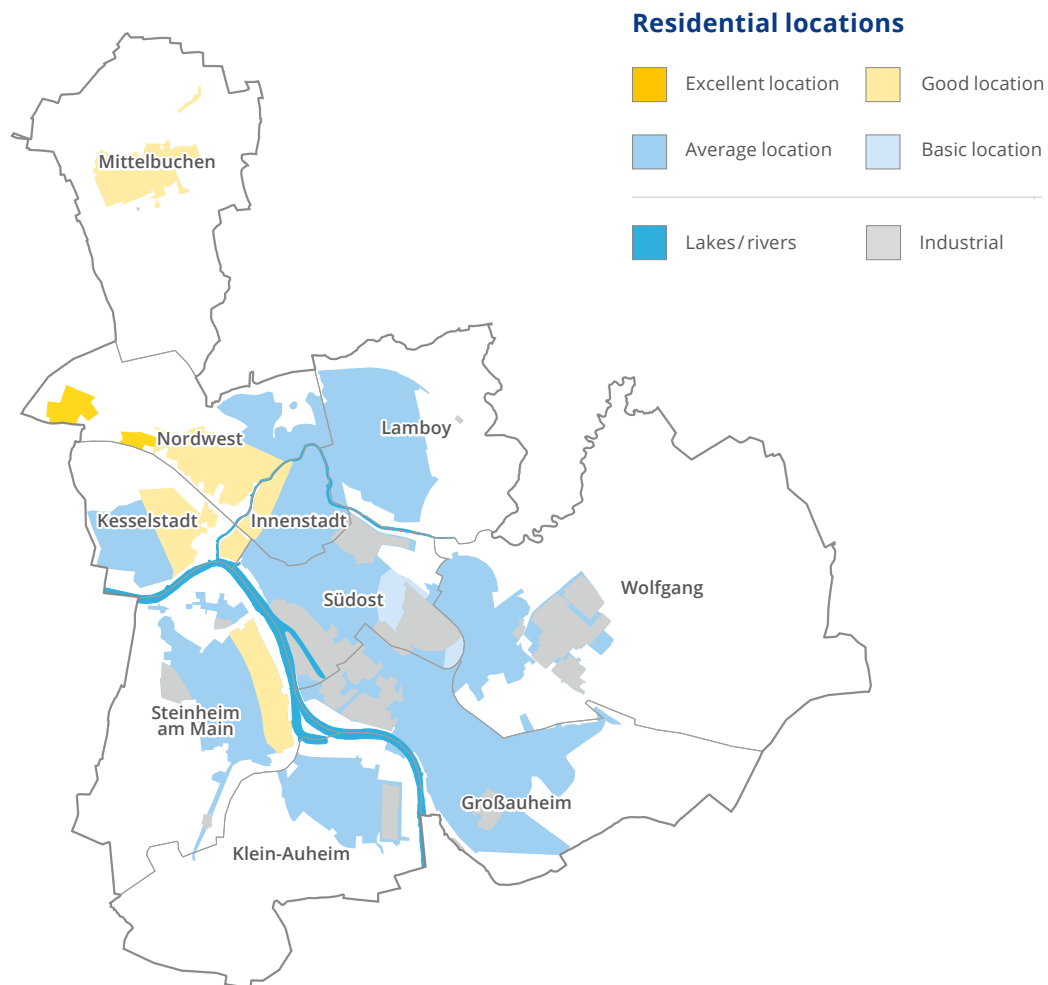 Residential locations
Excellent location
Good location
Average location
Basic location
Lakes/rivers
Industrial
Mittelbuchen
Nordwest
Lamboy
Kesselstadt
Innenstadt
Südost
Wolfgang
Steinheim
am Main
Großauheim
Klein-Auheim